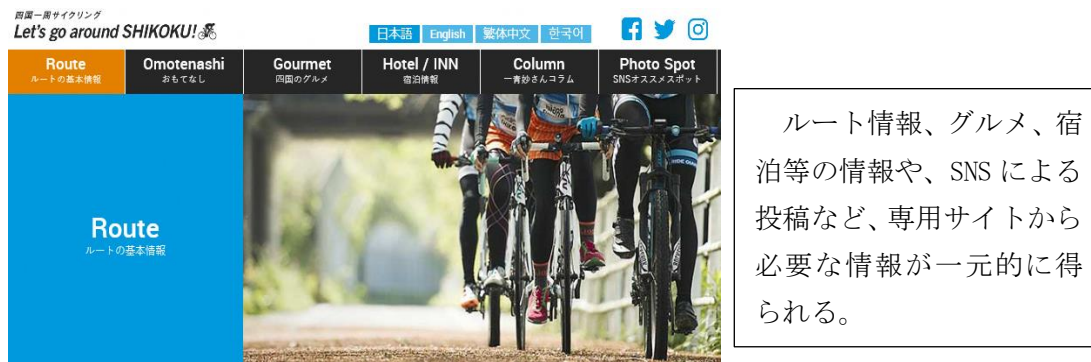 四国一周サイクリング
Let's go around SHIKOKU!
日本語 English 繁体中文 한국어
Route Omotenashi Gourmet Hotel / INN Column Photo Spot
ルートの基本情報 おもてなし 四国のグルメ 宿泊情報 一青妙さんコラム SNSオススメスポット
Route
ルートの基本情報
ルート情報、グルメ、宿
泊等の情報や、SNSによる
投稿など、専用サイトから
必要な情報が一元的に得
られる。